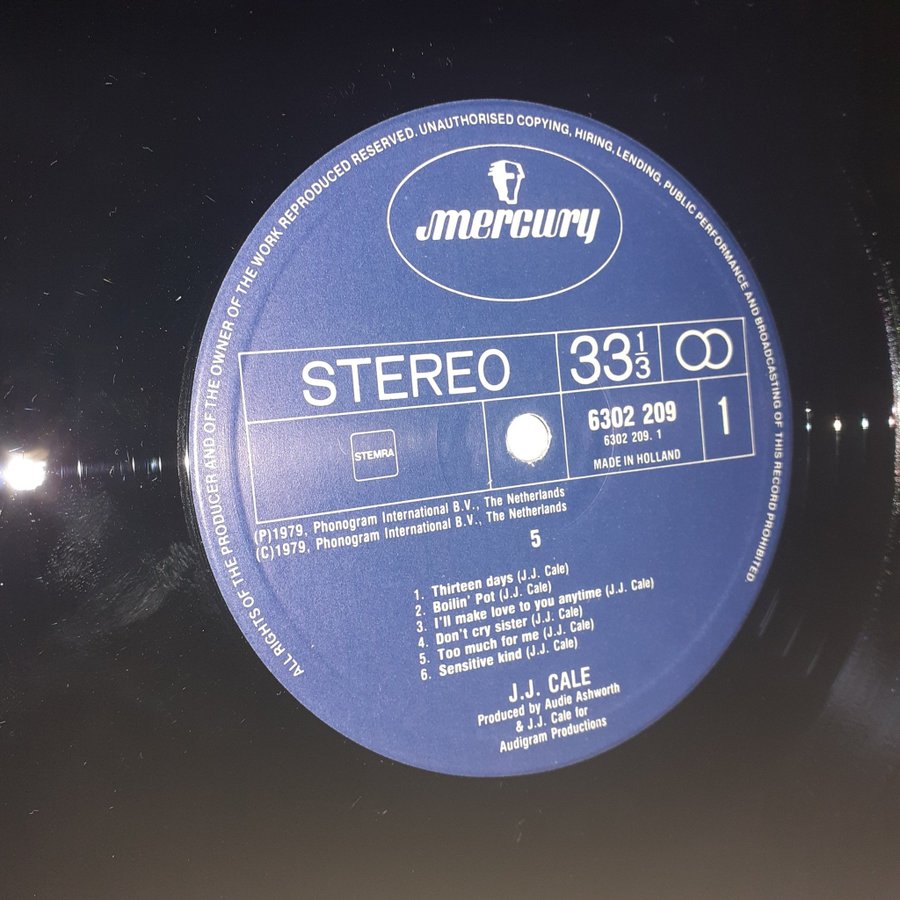 ALL RIGHTS OF THE PRODUCER AND OF THE OWNER OF THE WORK REPRODUCED RESERVED. UNAUTHORISED COPYING, HIRING, LENDING, PUBLIC PERFORMANCE AND BROADCASTING OF THIS RECORD PROHIBITED.
mercury
STEREO
33 1/3
6302 209
6302 209. 1
MADE IN HOLLAND
1
STEMRA
(P)1979, Phonogram International B.V., The Netherlands
(C)1979, Phonogram International B.V., The Netherlands
5
1. Thirteen days (J.J. Cale)
2. Boilin' Pot (J.J. Cale)
3. I'll make love to you anytime (J.J. Cale)
4. Don't cry sister (J.J. Cale)
5. Too much for me (J.J. Cale)
6. Sensitive kind (J.J. Cale)
J.J. CALE
Produced by Audie Ashworth
& J.J. Cale for
Audigram Productions